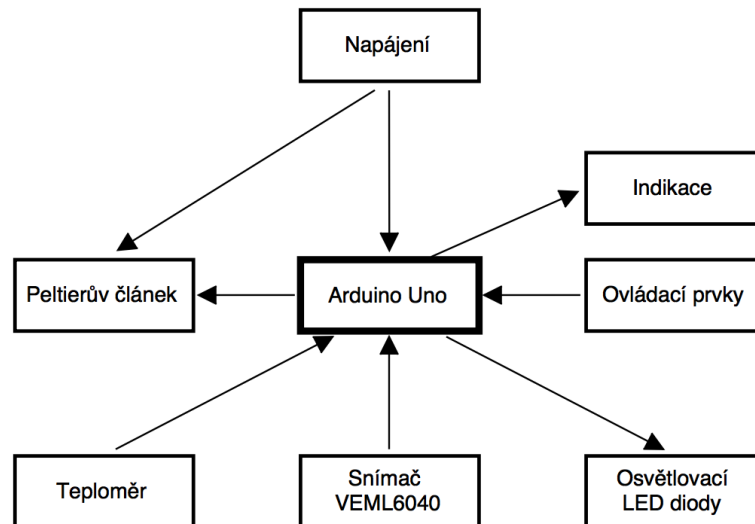 Napájení
Indikace
Peltierův článek
Arduino Uno
Ovládací prvky
Teploměr
Snímač
VEML6040
Osvětlovací
LED diody